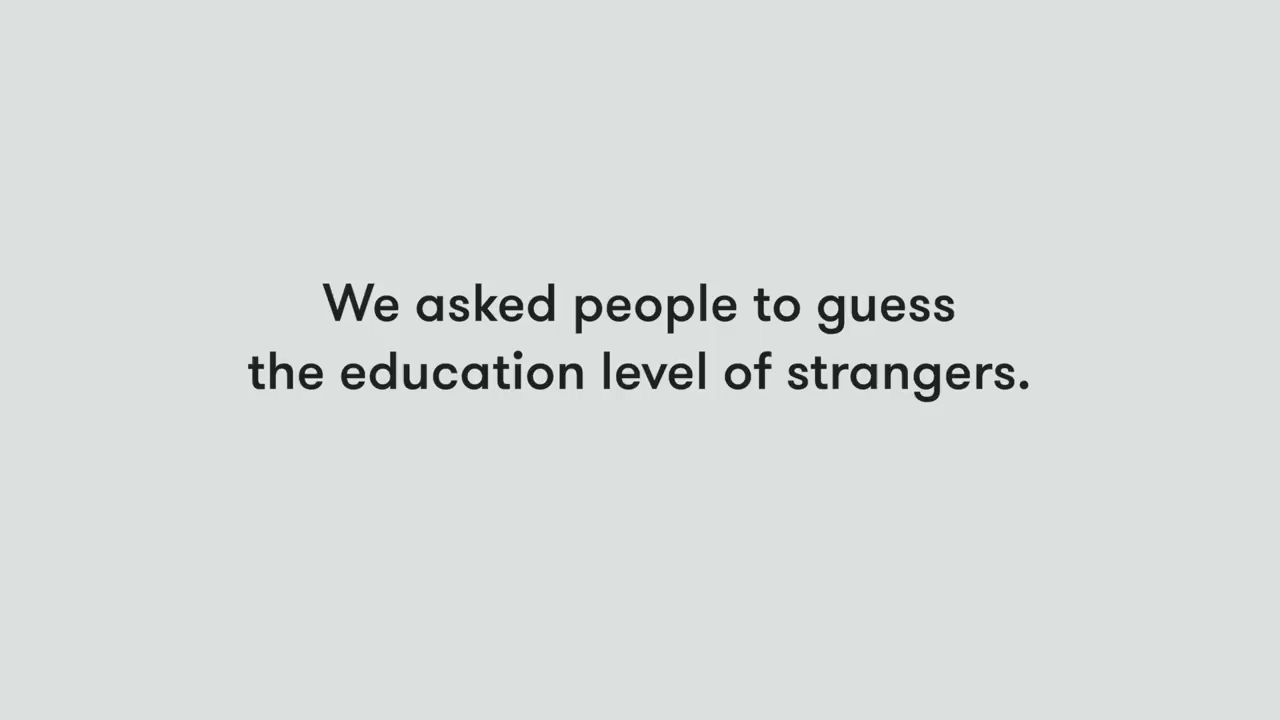 We asked people to guess
the education level of strangers.